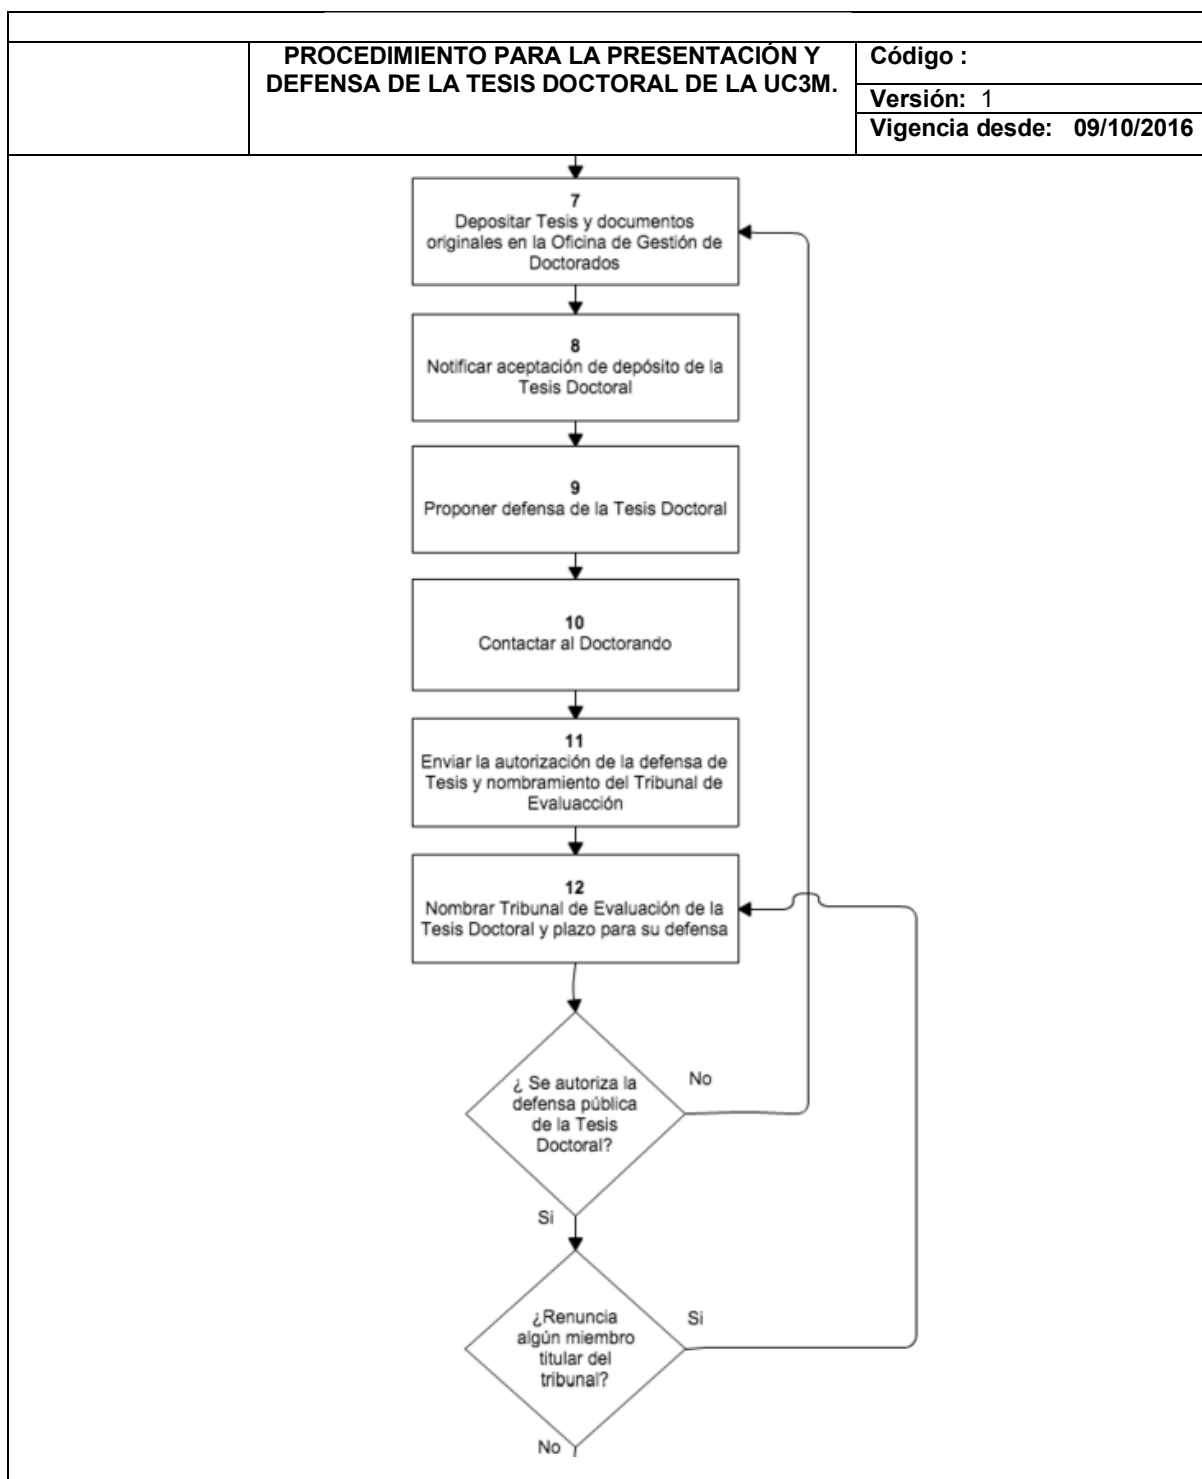 PROCEDIMIENTO PARA LA PRESENTACIÓN Y
DEFENSA DE LA TESIS DOCTORAL DE LA UC3M.
Código :
Versión: 1
Vigencia desde: 09/10/2016
7
Depositar Tesis y documentos
originales en la Oficina de Gestión de
Doctorados
8
Notificar aceptación de depósito de la
Tesis Doctoral
9
Proponer defensa de la Tesis Doctoral
10
Contactar al Doctorando
11
Enviar la autorización de la defensa de
Tesis y nombramiento del Tribunal de
Evaluacción
12
Nombrar Tribunal de Evaluación de la
Tesis Doctoral y plazo para su defensa
¿ Se autoriza la
defensa pública
de la Tesis
Doctoral?
No
Si
¿Renuncia
algún miembro
titular del
tribunal?
Si
No